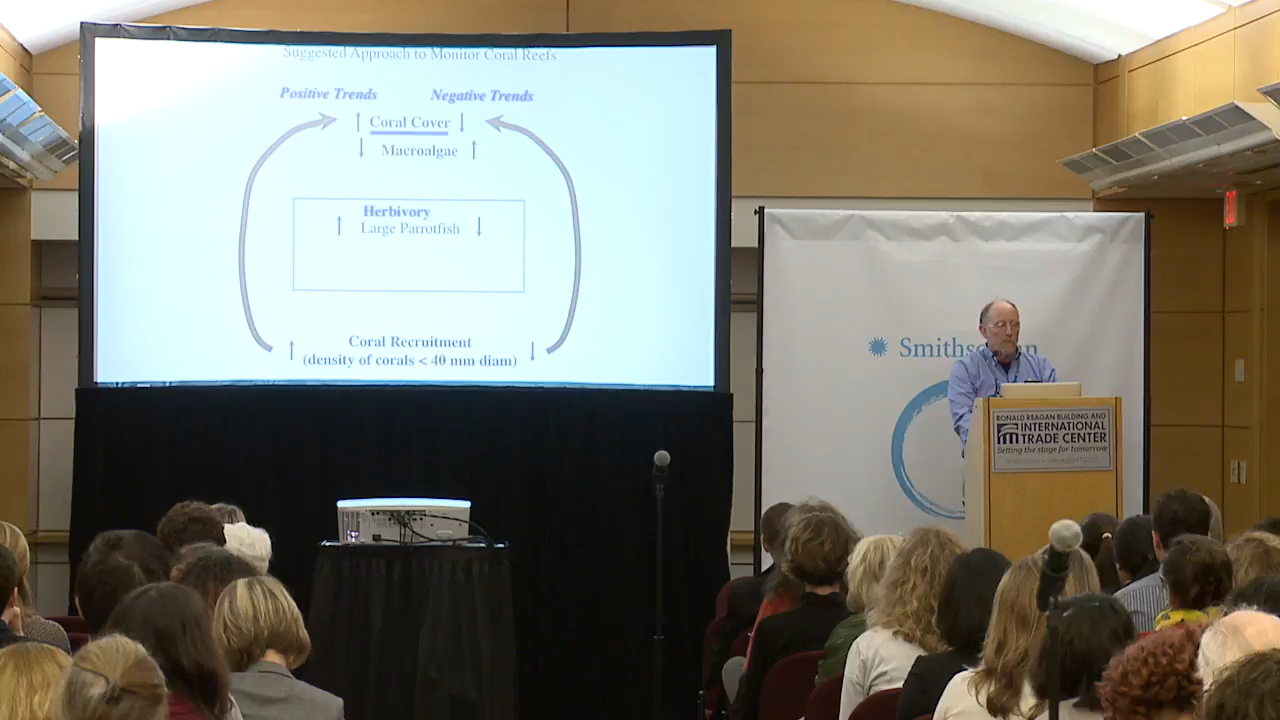 Suggested Approach to Monitor Coral Reefs
Positive Trends Negative Trends
↑ Coral Cover ↓
↓ Macroalgae ↑
Herbivory
↑ Large Parrotfish ↓
Coral Recruitment
↑ (density of corals < 40 mm diam) ↓
RONALD REAGAN BUILDING AND
INTERNATIONAL
TRADE CENTER
Setting the stage for tomorrow
EXIT